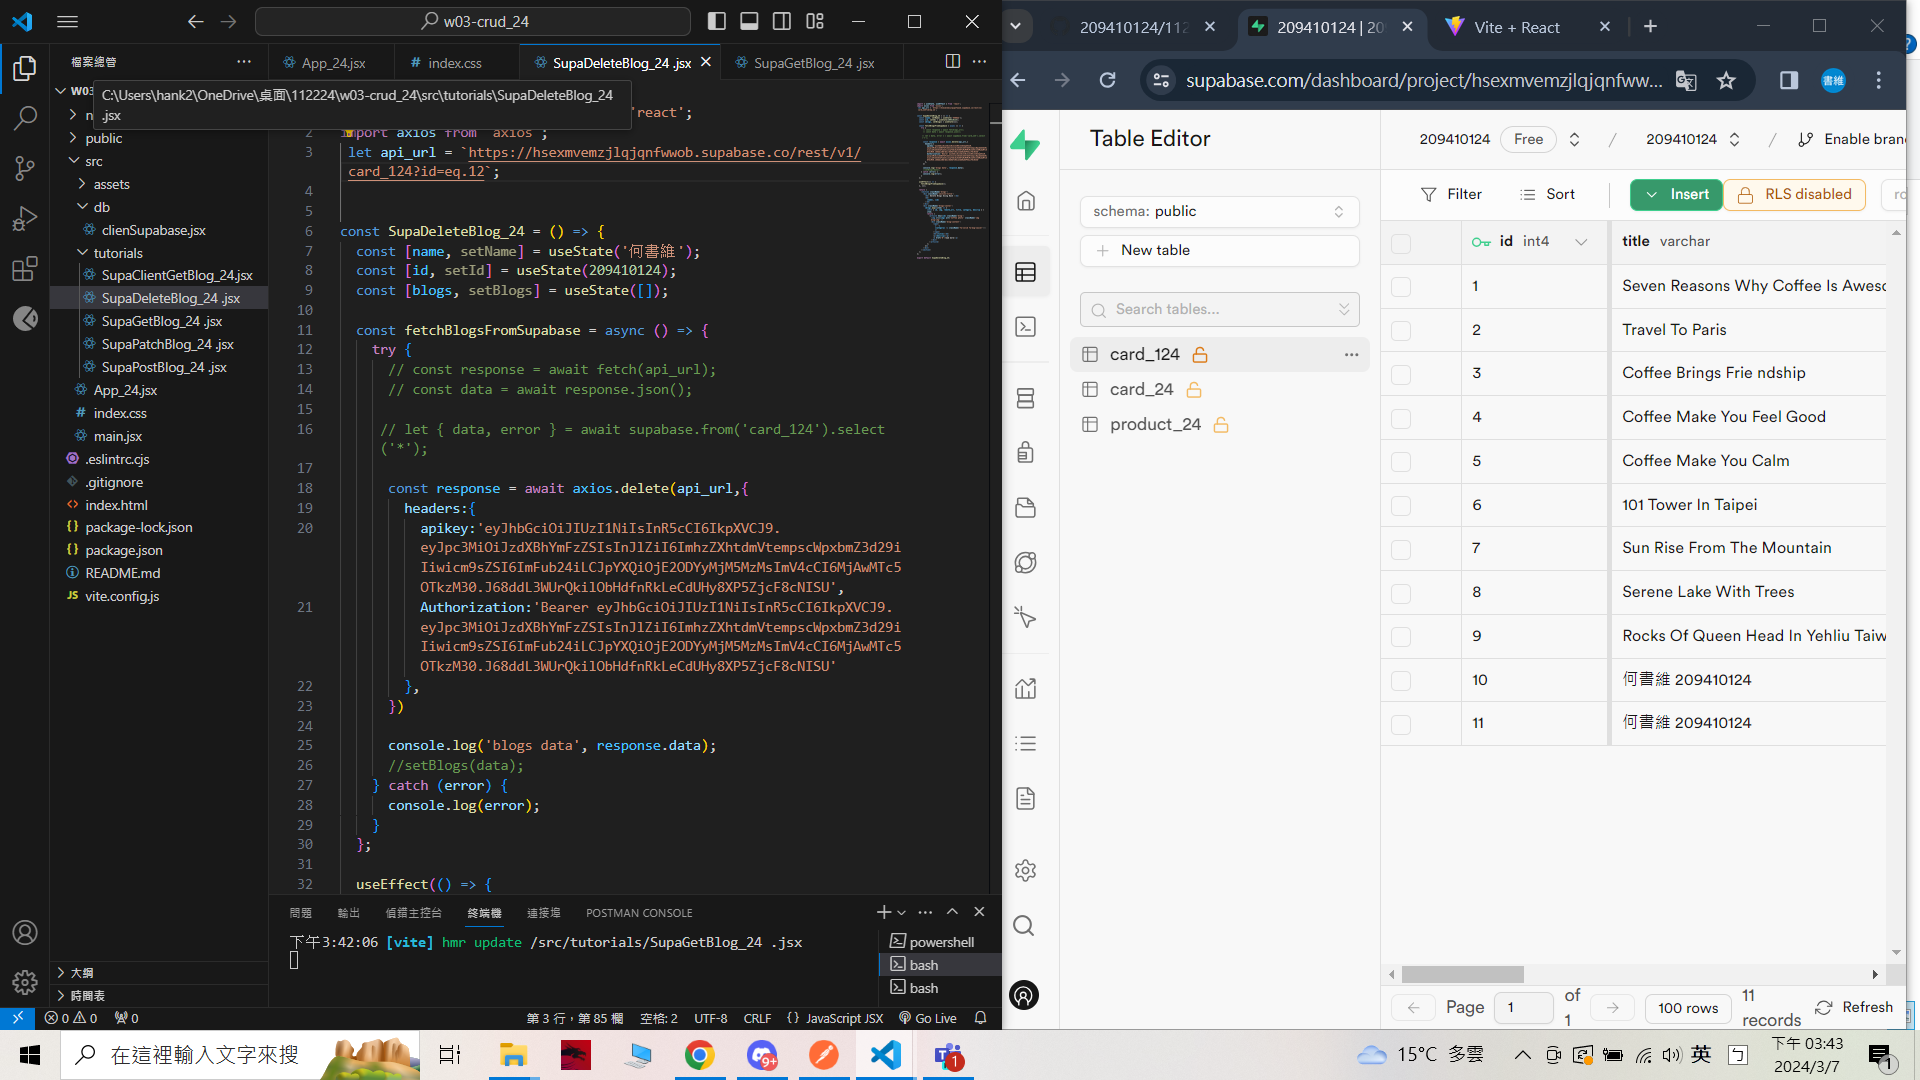 w03-crud_24
檔案總管
App_24.jsx
index.css
SupaDeleteBlog_24 .jsx
SupaGetBlog_24 .jsx
W03
C:\Users\hank2\OneDrive\桌面\112224\w03-crud_24\src\tutorials\SupaDeleteBlog_24
.jsx
public
src
assets
db
clienSupabase.jsx
tutorials
SupaClientGetBlog_24.jsx
SupaDeleteBlog_24 .jsx
SupaGetBlog_24 .jsx
SupaPatchBlog_24 .jsx
SupaPostBlog_24 .jsx
App_24.jsx
index.css
main.jsx
.eslintrc.cjs
.gitignore
index.html
package-lock.json
package.json
README.md
vite.config.js
大綱
時間表
'react';
2 import axios from 'axios';
3 let api_url = `https://hsexmvemzjlqjqnfwwob.supabase.co/rest/v1/
card_124?id=eq.12`;
4
5
6 const SupaDeleteBlog_24 = () => {
7 const [name, setName] = useState('何書維');
8 const [id, setId] = useState(209410124);
9 const [blogs, setBlogs] = useState([]);
10
11 const fetchBlogsFromSupabase = async () => {
12 try {
13 // const response = await fetch(api_url);
14 // const data = await response.json();
15
16 // let { data, error } = await supabase.from('card_124').select
('*');
17
18 const response = await axios.delete(api_url,{
19 headers:{
20 apikey:'eyJhbGciOiJIUzI1NiIsInR5cCI6IkpXVCJ9.
eyJpc3MiOiJzdXBhYmFzZSIsInJlZiI6ImhzZXhtdmVtempscWpxbmZ3d29i
Iiwicm9sZSI6ImFub24iLCJpYXQiOjE2ODYyMjM5MzMsImV4cCI6MjAwMTc5
OTkzM30.J68ddL3WUrQkilObHdfnRkLeCdUHy8XP5ZjcF8cNISU',
21 Authorization:'Bearer eyJhbGciOiJIUzI1NiIsInR5cCI6IkpXVCJ9.
eyJpc3MiOiJzdXBhYmFzZSIsInJlZiI6ImhzZXhtdmVtempscWpxbmZ3d29i
Iiwicm9sZSI6ImFub24iLCJpYXQiOjE2ODYyMjM5MzMsImV4cCI6MjAwMTc5
OTkzM30.J68ddL3WUrQkilObHdfnRkLeCdUHy8XP5ZjcF8cNISU'
22 },
23 })
24
25 console.log('blogs data', response.data);
26 //setBlogs(data);
27 } catch (error) {
28 console.log(error);
29 }
30 };
31
32 useEffect(() => {
問題 輸出 偵錯主控台 終端機 連接埠 POSTMAN CONSOLE
下午3:42:06 [vite] hmr update /src/tutorials/SupaGetBlog_24 .jsx
powershell
bash
bash
0 0 0
第 3 行，第 85 欄 空格: 2 UTF-8 CRLF {} JavaScript JSX Go Live
209410124/112
209410124 | 20
Vite + React
supabase.com/dashboard/project/hsexmvemzjlqjqnfww...
書維
Table Editor
209410124 Free / 209410124 / Enable bran
schema: public
New table
Search tables...
card_124
card_24
product_24
Filter
Sort
Insert
RLS disabled
id int4
title varchar
1 Seven Reasons Why Coffee Is Aweso
2 Travel To Paris
3 Coffee Brings Frie ndship
4 Coffee Make You Feel Good
5 Coffee Make You Calm
6 101 Tower In Taipei
7 Sun Rise From The Mountain
8 Serene Lake With Trees
9 Rocks Of Queen Head In Yehliu Taiw
10 何書維 209410124
11 何書維 209410124
Page 1 of 1
100 rows
11 records
Refresh
在這裡輸入文字來搜
9+
1
15°C 多雲
英
ㄅ
下午 03:43
2024/3/7
1